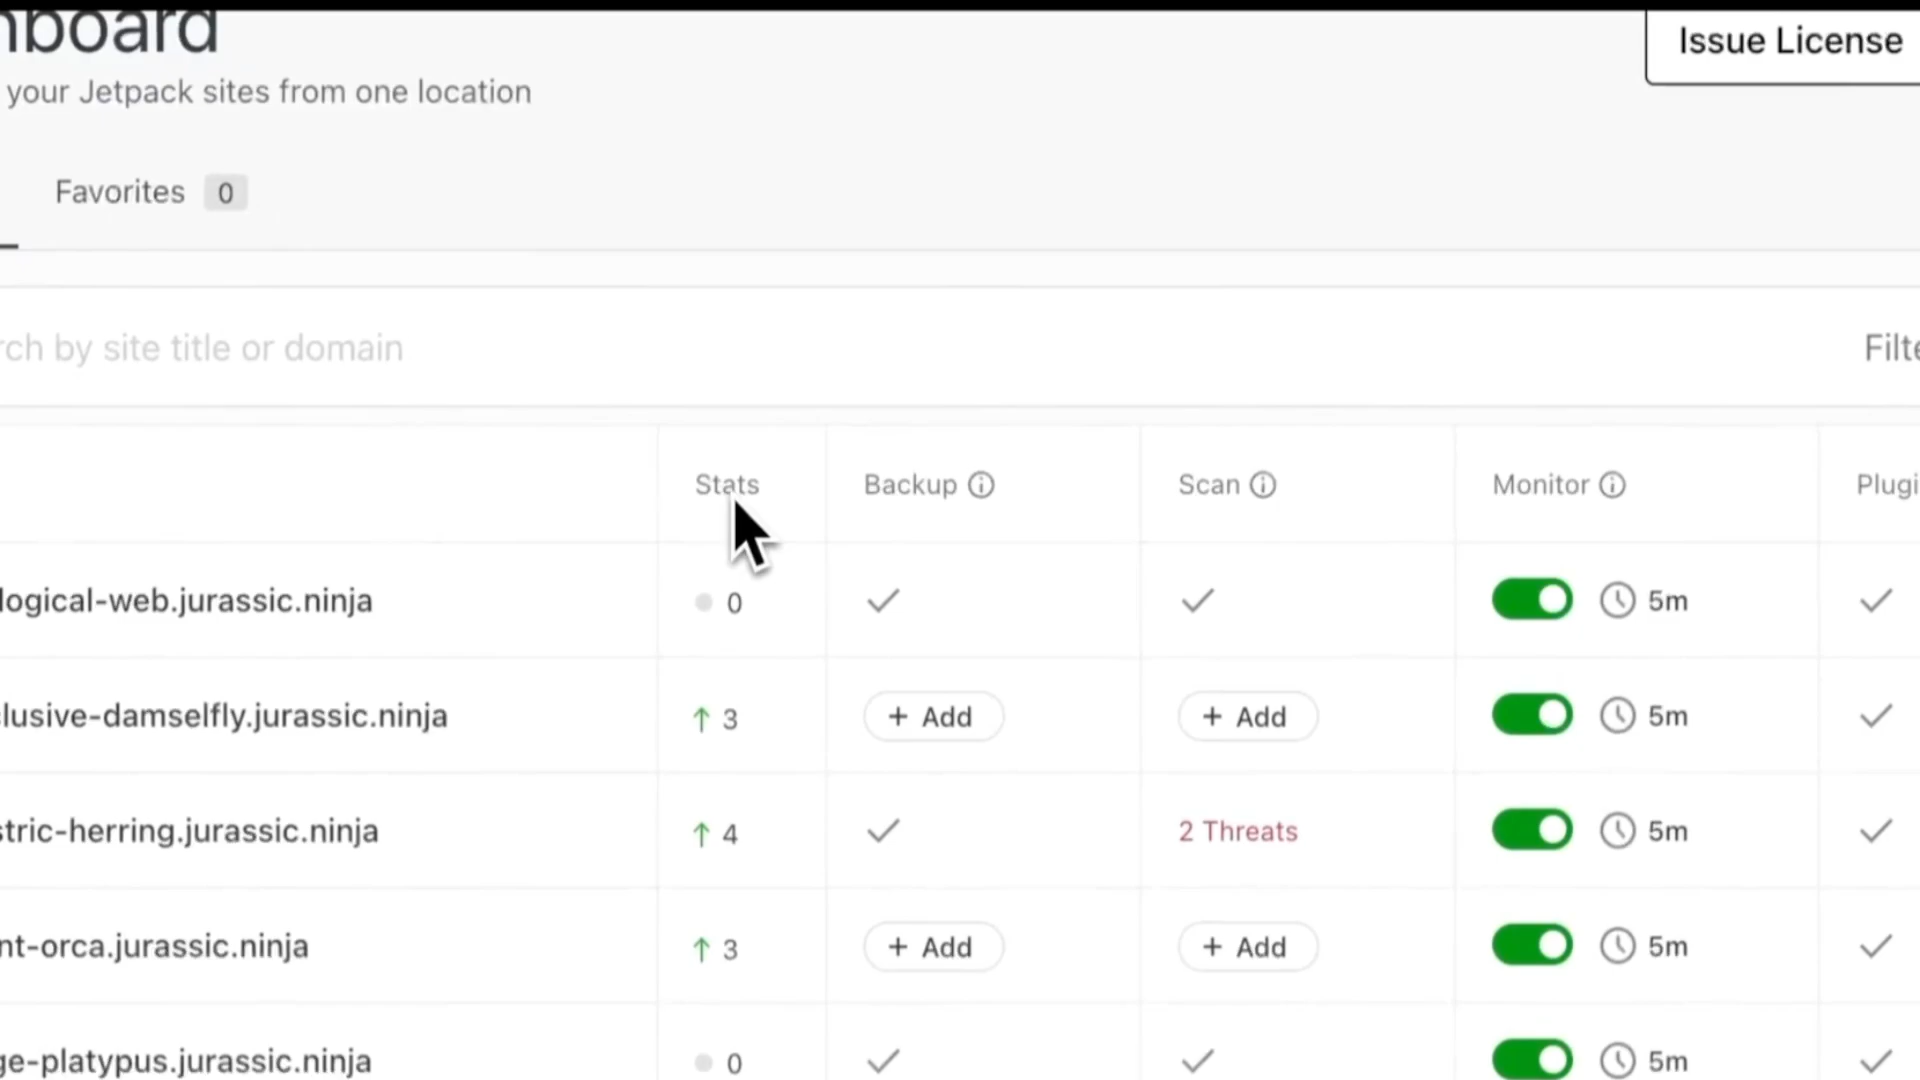 nboard
Issue License
your Jetpack sites from one location
Favorites 0
rch by site title or domain
Filte
Stats Backup Scan Monitor Plugi
logical-web.jurassic.ninja 0 5m
clusive-damselfly.jurassic.ninja ↑ 3 + Add + Add 5m
stric-herring.jurassic.ninja ↑ 4 2 Threats 5m
nt-orca.jurassic.ninja ↑ 3 + Add + Add 5m
ge-platypus.jurassic.ninja 0 5m